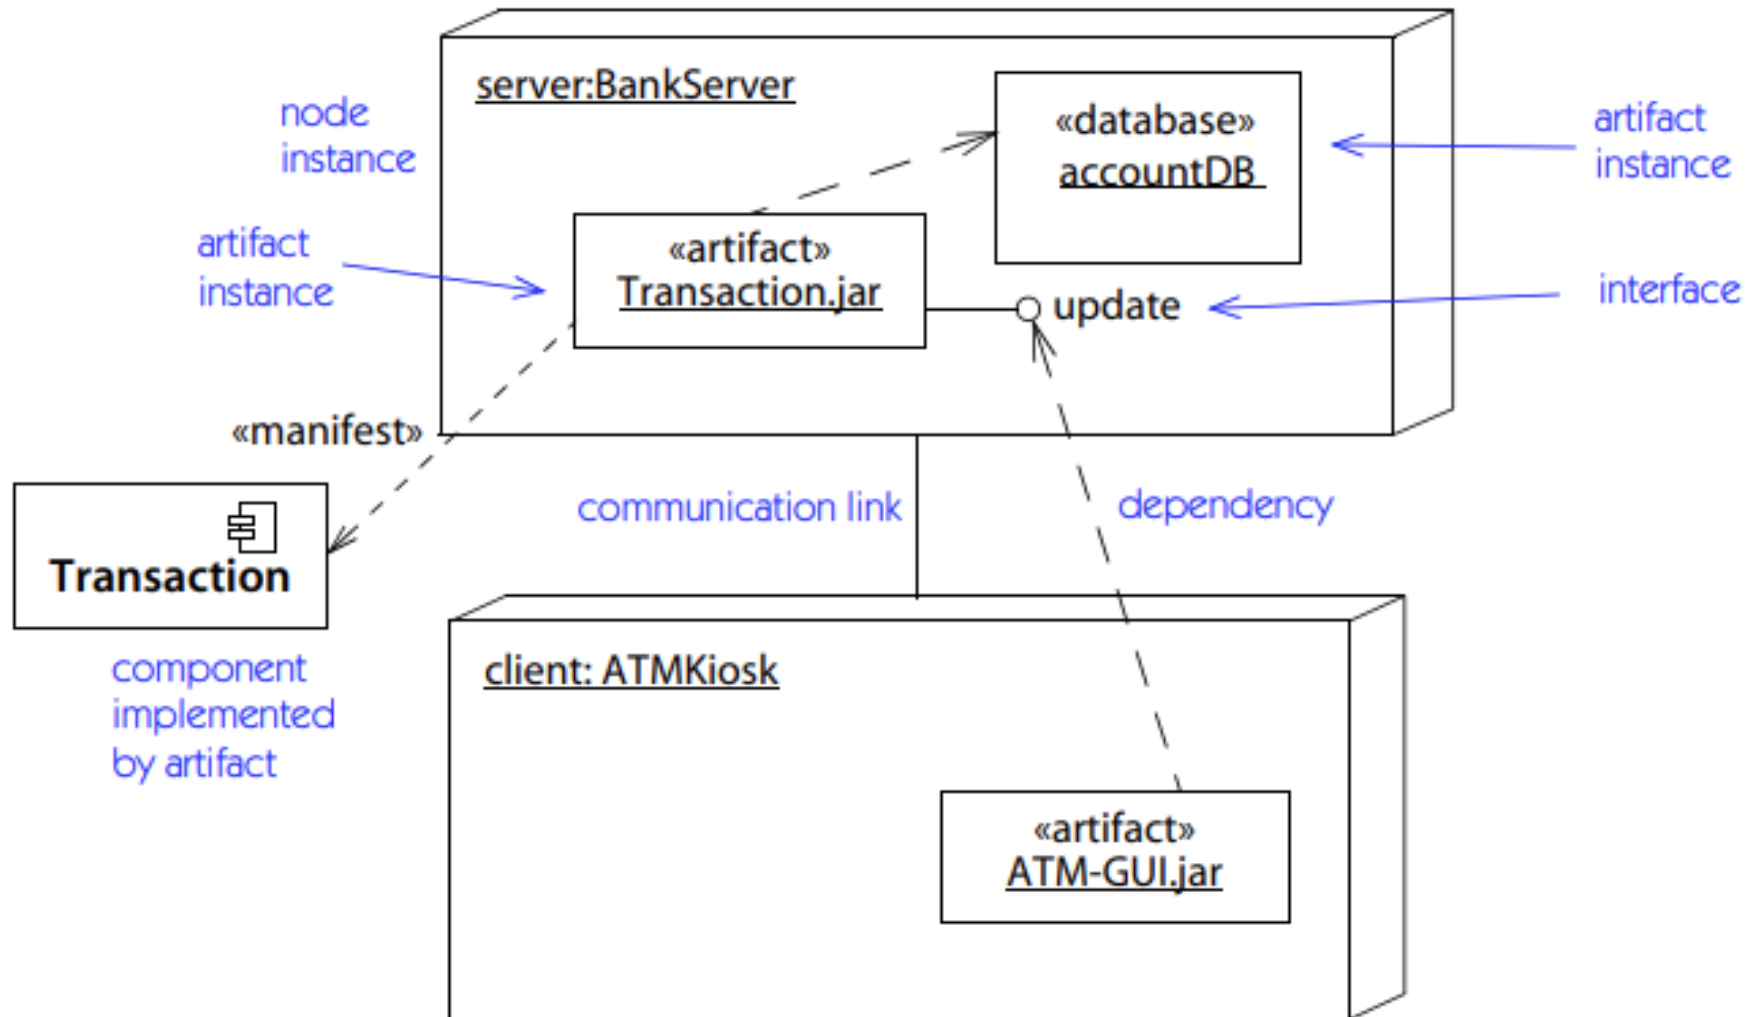 server:BankServer
node
instance
«database»
accountDB
artifact
instance
artifact
instance
«artifact»
Transaction.jar
update
interface
«manifest»
Transaction
communication link
dependency
component
implemented
by artifact
client: ATMKiosk
«artifact»
ATM-GUI.jar